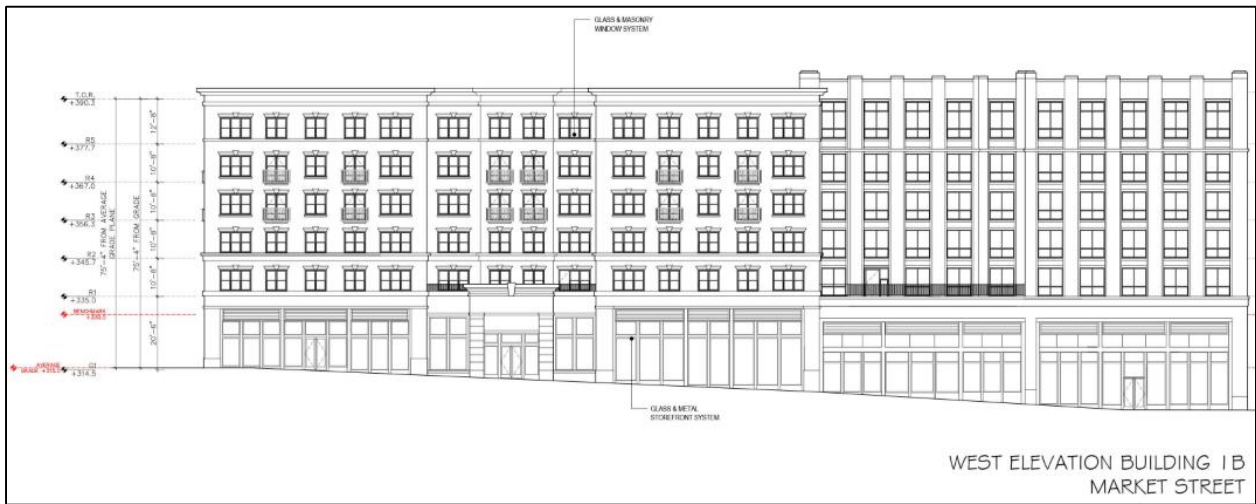 GLASS & MASONRY
WINDOW SYSTEM
T.O.R.
+390.3
12'-8"
R5
+377.7
10'-8"
R4
+367.0
10'-8"
R3
+356.3
10'-8"
R2
+345.7
10'-8"
R1
+335.0
75'-4" FROM AVERAGE
GRADE PLANE
75'-4" FROM GRADE
BENCHMARK
20'-6"
AVERAGE
G1
+314.5
GLASS & METAL
STOREFRONT SYSTEM
WEST ELEVATION BUILDING 1B
MARKET STREET